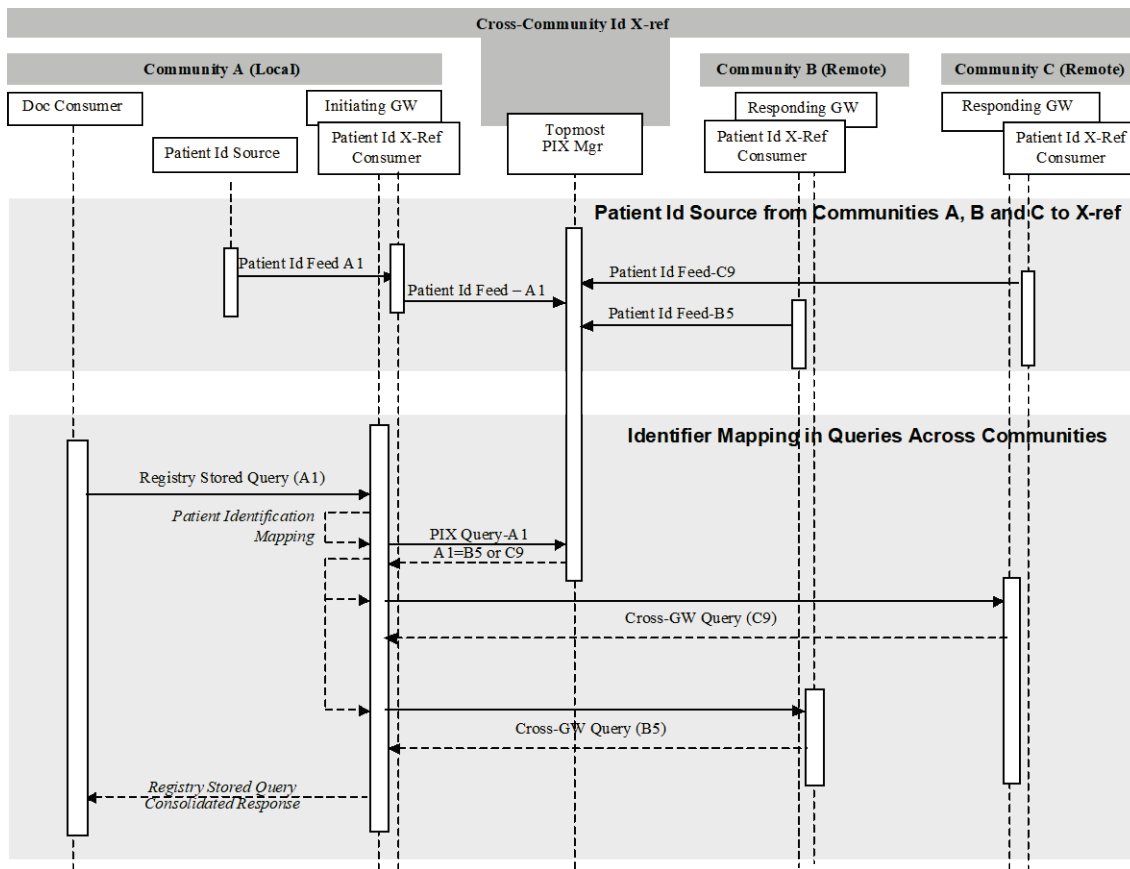 Cross-Community Id X-ref
Community A (Local)
Community B (Remote)
Community C (Remote)
Doc Consumer
Initiating GW
Responding GW
Responding GW
Patient Id Source
Patient Id X-Ref
Consumer
Topmost
PIX Mgr
Patient Id X-Ref
Consumer
Patient Id X-Ref
Consumer
Patient Id Source from Communities A, B and C to X-ref
Patient Id Feed A1
Patient Id Feed-C9
Patient Id Feed – A1
Patient Id Feed-B5
Identifier Mapping in Queries Across Communities
Registry Stored Query (A1)
Patient Identification
Mapping
PIX Query-A1
A1=B5 or C9
Cross-GW Query (C9)
Cross-GW Query (B5)
Registry Stored Query
Consolidated Response